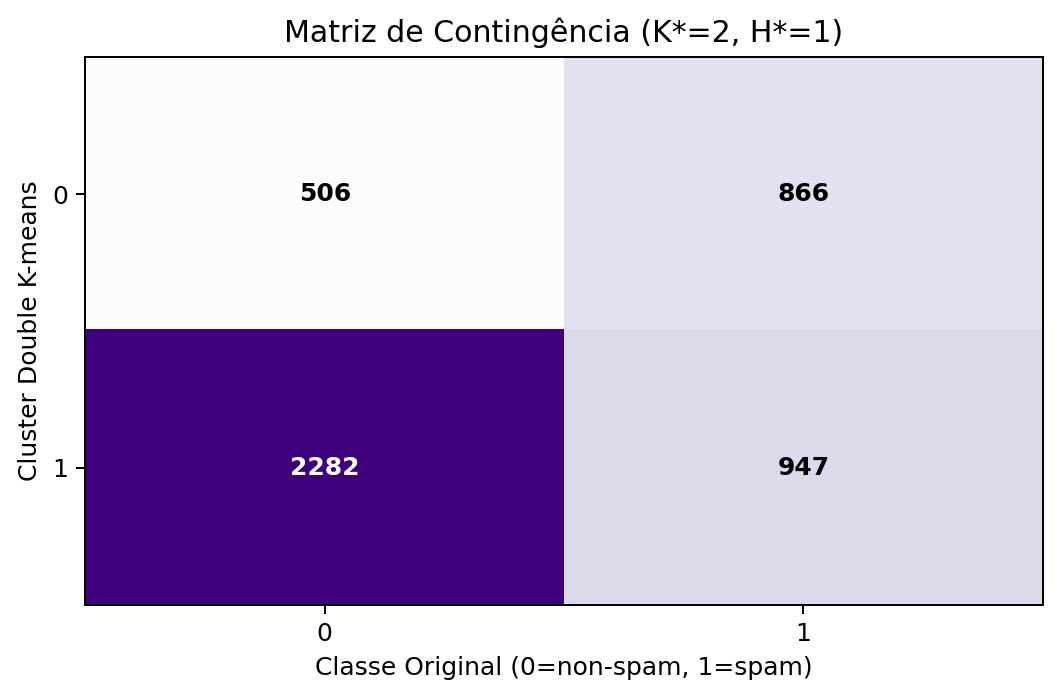 Matriz de Contingência (K*=2, H*=1)
Cluster Double K-means
0
506
866
1
2282
947
0
1
Classe Original (0=non-spam, 1=spam)